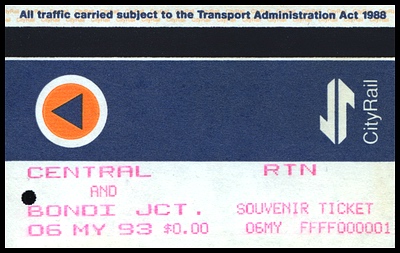 All traffic carried subject to the Transport Administration Act 1988
CityRail
CENTRAL RTN
AND
BONDI JCT. SOUVENIR TICKET
06 MY 93 $0.00 06MY FFFF000001